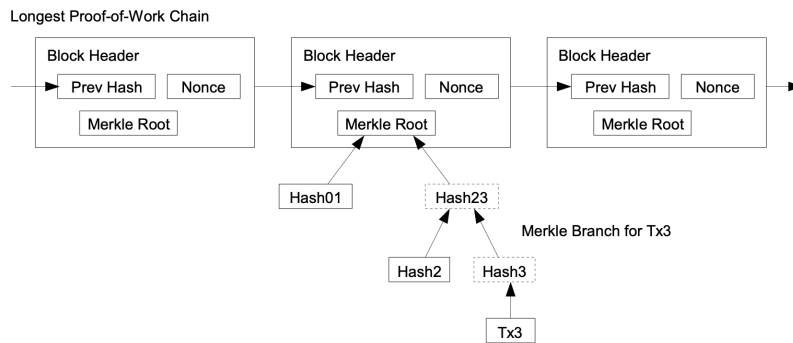 Longest Proof-of-Work Chain
Block Header
Block Header
Block Header
Prev Hash
Nonce
Prev Hash
Nonce
Prev Hash
Nonce
Merkle Root
Merkle Root
Merkle Root
Hash01
Hash23
Merkle Branch for Tx3
Hash2
Hash3
Tx3